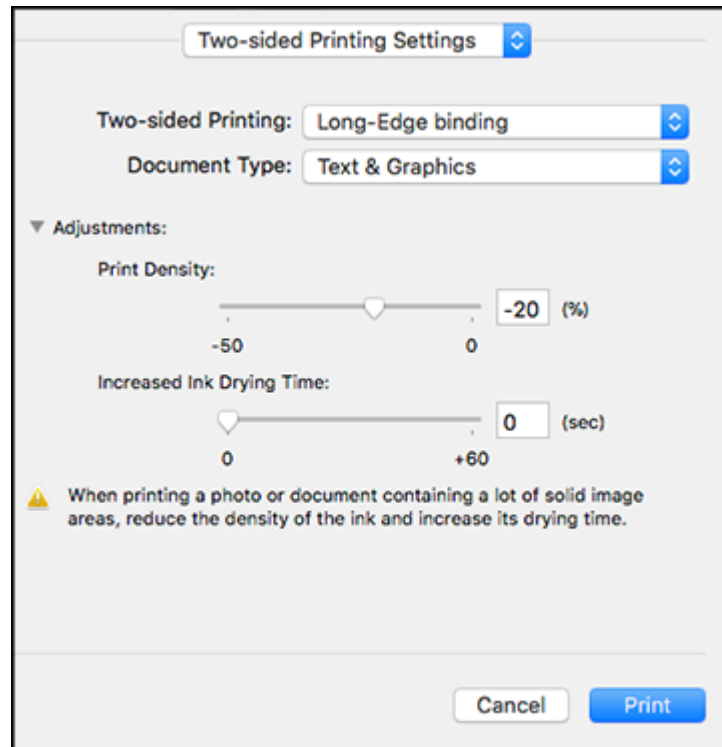 Two-sided Printing Settings
Two-sided Printing: Long-Edge binding
Document Type: Text & Graphics
Adjustments:
Print Density:
-20 (%)
-50 0
Increased Ink Drying Time:
0 (sec)
0 +60
When printing a photo or document containing a lot of solid image
areas, reduce the density of the ink and increase its drying time.
Cancel Print